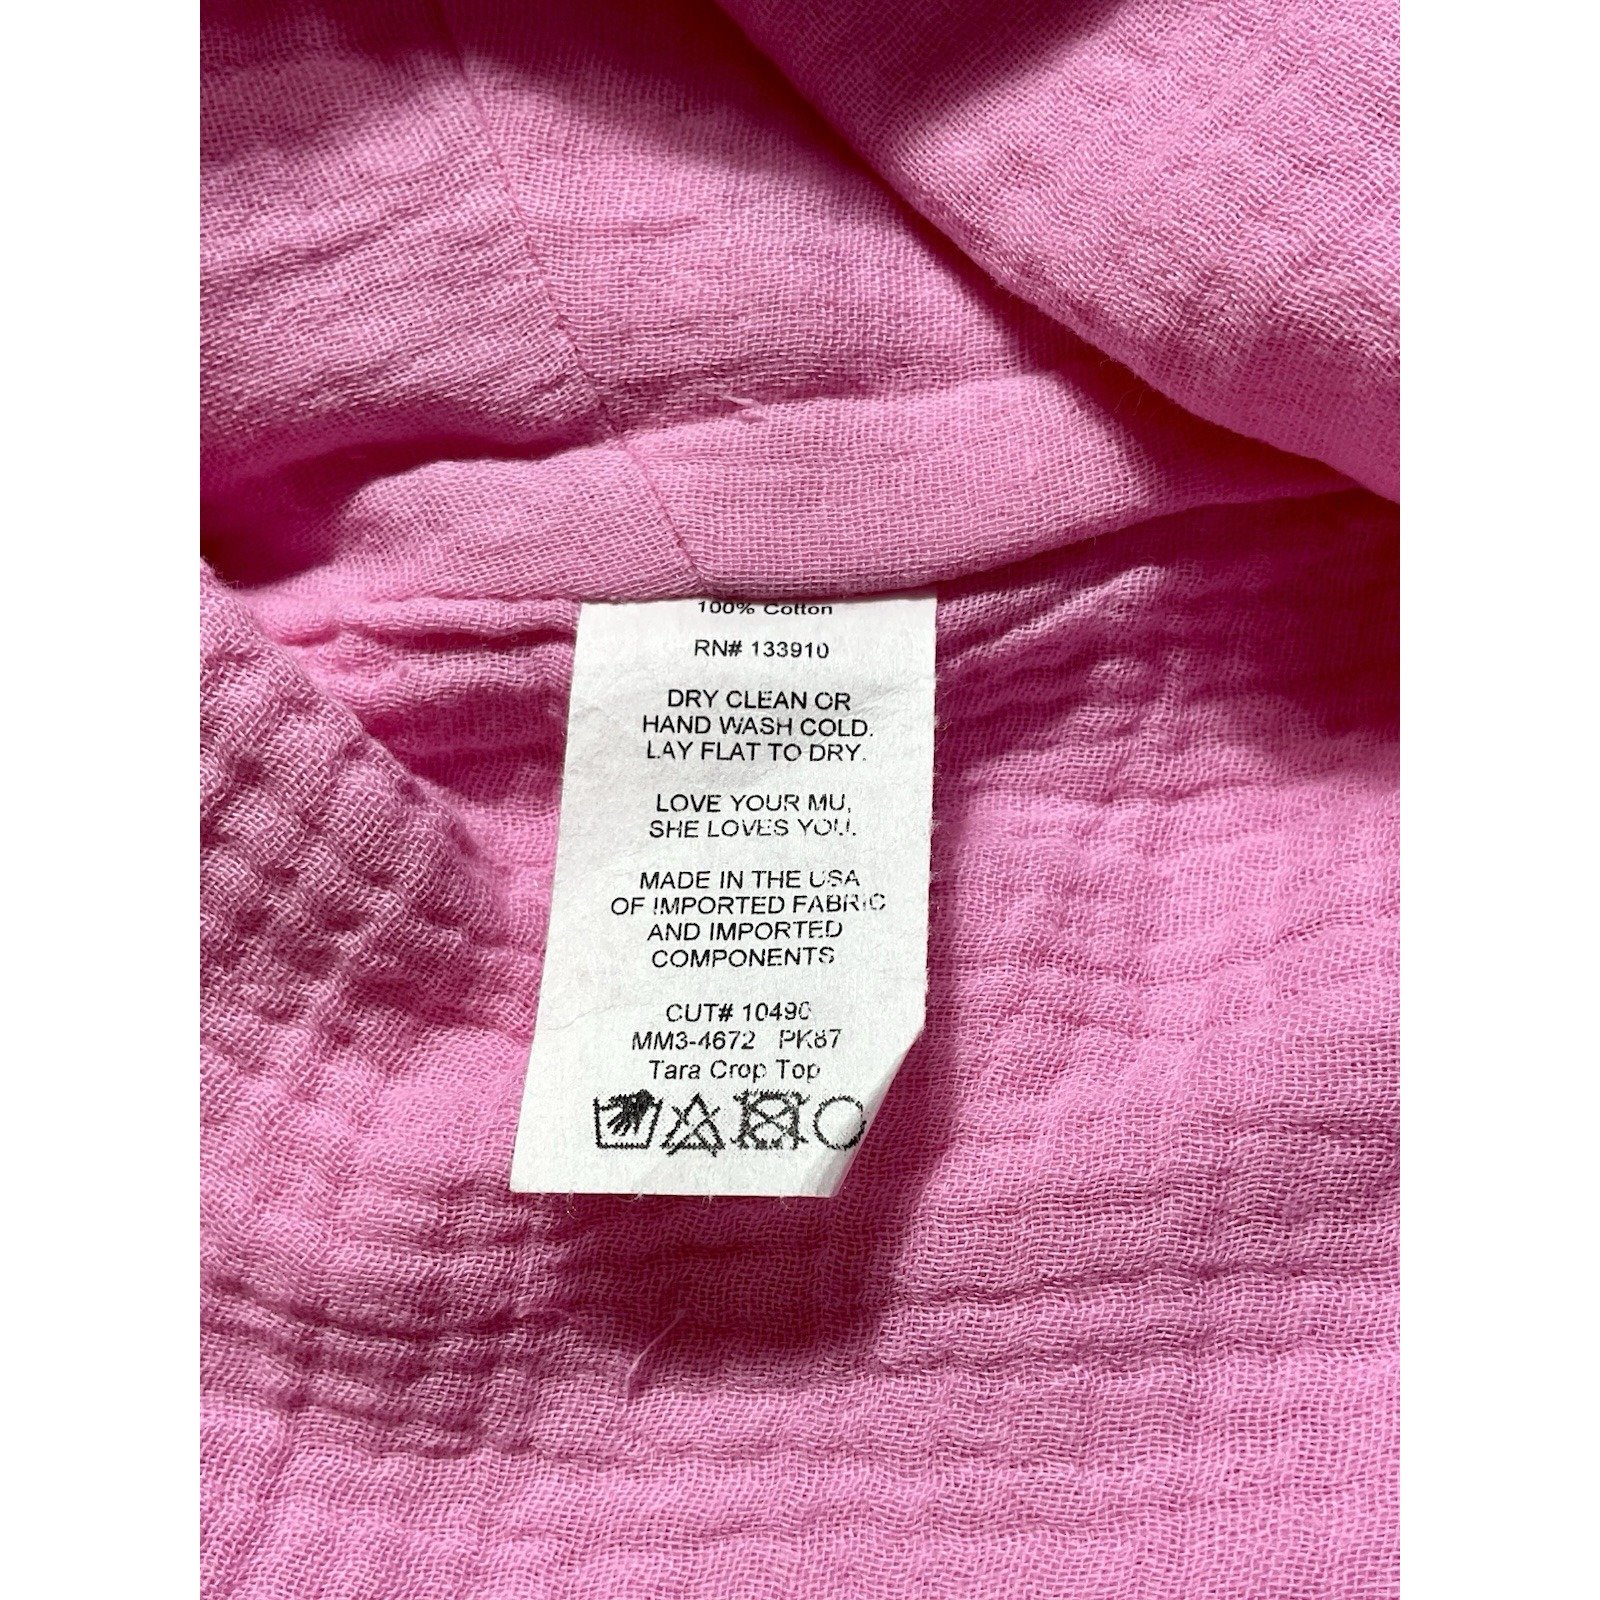 100% Cotton
RN# 133910
DRY CLEAN OR
HAND WASH COLD.
LAY FLAT TO DRY.
LOVE YOUR MU,
SHE LOVES YOU.
MADE IN THE USA
OF IMPORTED FABRIC
AND IMPORTED
COMPONENTS
CUT#
MM3-4672 PK87
Tara Crop Top